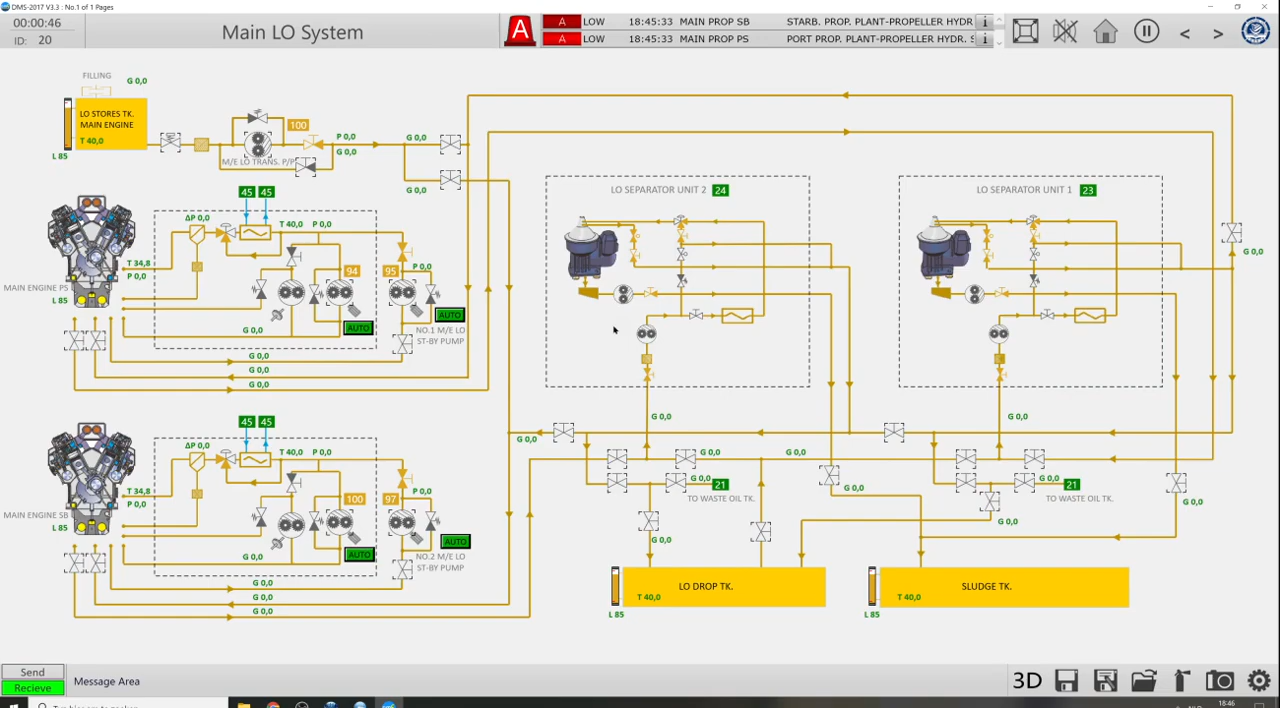 DMS-2017 V3.3 : No.1 of 1 Pages
00:00:46
ID: 20
Main LO System
A
A LOW 18:45:33 MAIN PROP SB STARB. PROP. PLANT-PROPELLER HYDR. i
A LOW 18:45:33 MAIN PROP PS PORT PROP. PLANT-PROPELLER HYDR. S i
FILLING
G 0,0
LO STORES TK.
MAIN ENGINE
T 40,0
L 85
100
M/E LO TRANS. P/P
P 0,0
G 0,0
G 0,0
G 0,0
45 45
ΔP 0,0
T 40,0 P 0,0
T 34,8
P 0,0
MAIN ENGINE PS
L 85
94
95
P 0,0
AUTO
AUTO
NO.1 M/E LO
ST-BY PUMP
G 0,0
G 0,0
G 0,0
G 0,0
45 45
ΔP 0,0
T 40,0 P 0,0
T 34,8
P 0,0
MAIN ENGINE SB
L 85
100
97
P 0,0
AUTO
AUTO
NO.2 M/E LO
ST-BY PUMP
G 0,0
G 0,0
G 0,0
G 0,0
LO SEPARATOR UNIT 2 24
LO SEPARATOR UNIT 1 23
G 0,0
G 0,0
G 0,0
G 0,0
G 0,0
G 0,0
G 0,0 21
TO WASTE OIL TK.
G 0,0
G 0,0 21
TO WASTE OIL TK.
G 0,0
G 0,0
G 0,0
LO DROP TK.
T 40,0
L 85
SLUDGE TK.
T 40,0
L 85
Send
Recieve
Message Area
3D
18:46